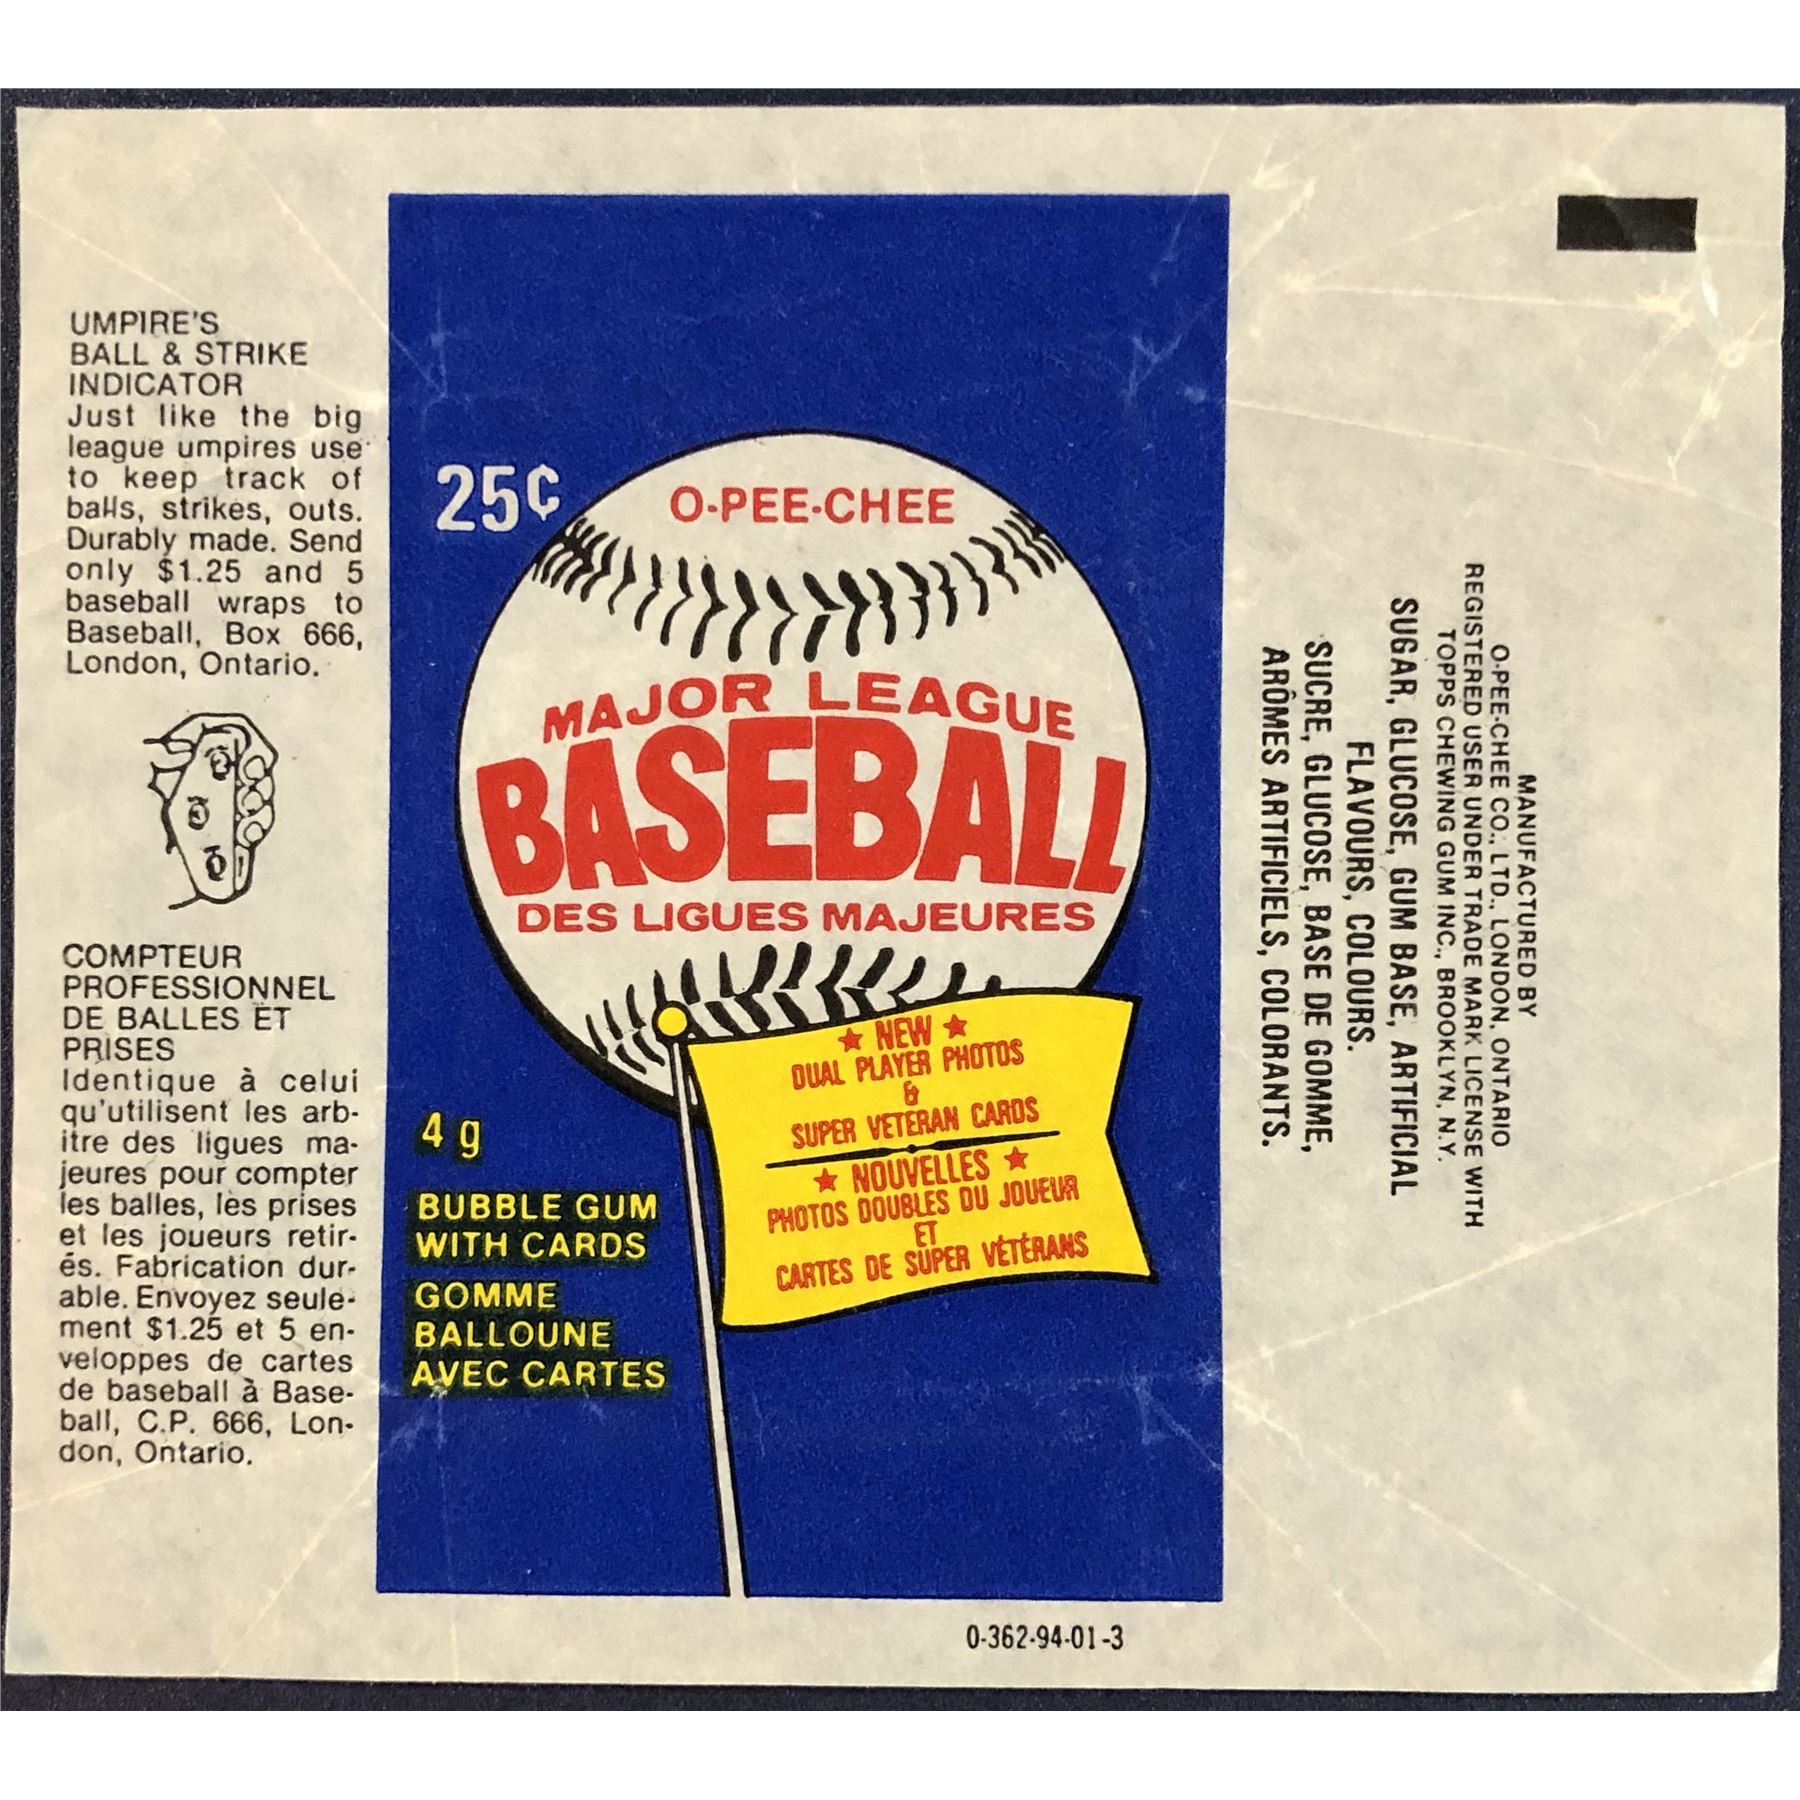 UMPIRE'S
BALL & STRIKE
INDICATOR
Just like the big
league umpires use
to keep track of
balls, strikes, outs.
Durably made. Send
only $1.25 and 5
baseball wraps to
Baseball, Box 666,
London, Ontario.
COMPTEUR
PROFESSIONNEL
DE BALLES ET
PRISES
Identique à celui
qu'utilisent les arb-
itre des ligues ma-
jeures pour compter
les balles, les prises
et les joueurs retir-
és. Fabrication dur-
able. Envoyez seule-
ment $1.25 et 5 en-
veloppes de cartes
de baseball à Base-
ball, C.P. 666, Lon-
don, Ontario.
25¢
O-PEE-CHEE
MAJOR LEAGUE
BASEBALL
DES LIGUES MAJEURES
★ NEW ★
DUAL PLAYER PHOTOS
&
SUPER VETERAN CARDS
★ NOUVELLES ★
PHOTOS DOUBLES DU JOUEUR
ET
CARTES DE SUPER VÉTÉRANS
4 g
BUBBLE GUM
WITH CARDS
GOMME
BALLOUNE
AVEC CARTES
0-362-94-01-3
MANUFACTURED BY
O-PEE-CHEE CO., LTD., LONDON, ONTARIO
REGISTERED USER UNDER TRADE MARK LICENSE WITH
TOPPS CHEWING GUM INC., BROOKLYN, N.Y.
SUGAR, GLUCOSE, GUM BASE, ARTIFICIAL
FLAVOURS, COLOURS.
SUCRE, GLUCOSE, BASE DE GOMME,
ARÔMES ARTIFICIELS, COLORANTS.